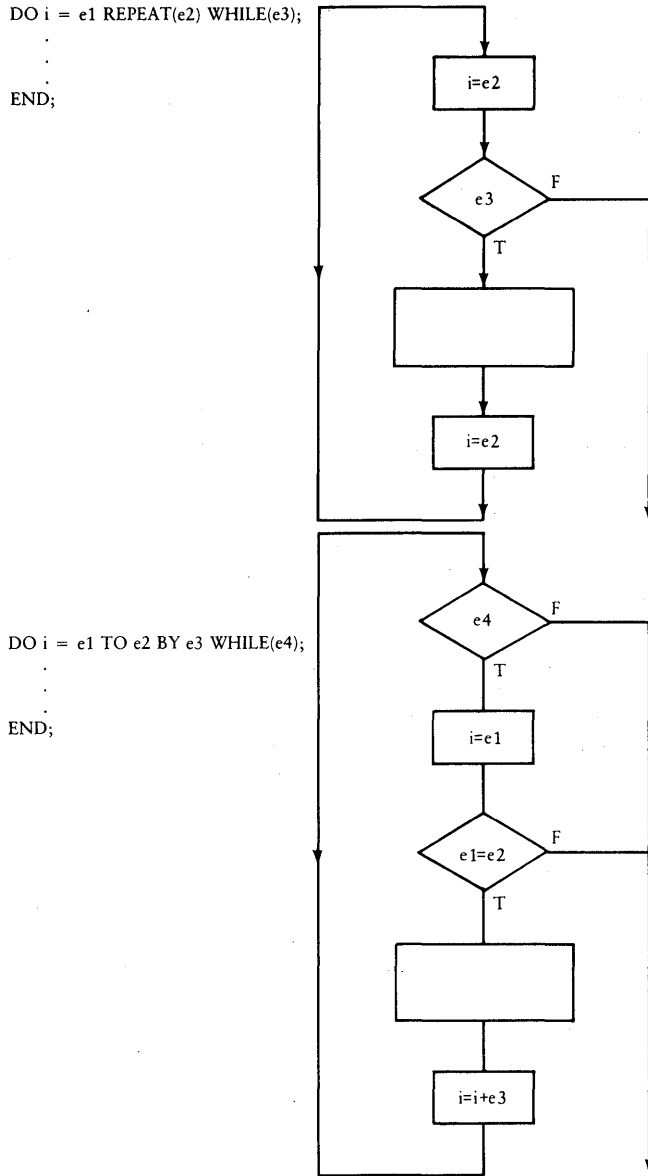 DO i = e1 REPEAT(e2) WHILE(e3);
.
.
.
END;
i=e2
e3
F
T
i=e2
DO i = e1 TO e2 BY e3 WHILE(e4);
.
.
.
END;
e4
F
T
i=e1
e1=e2
F
T
i=i+e3